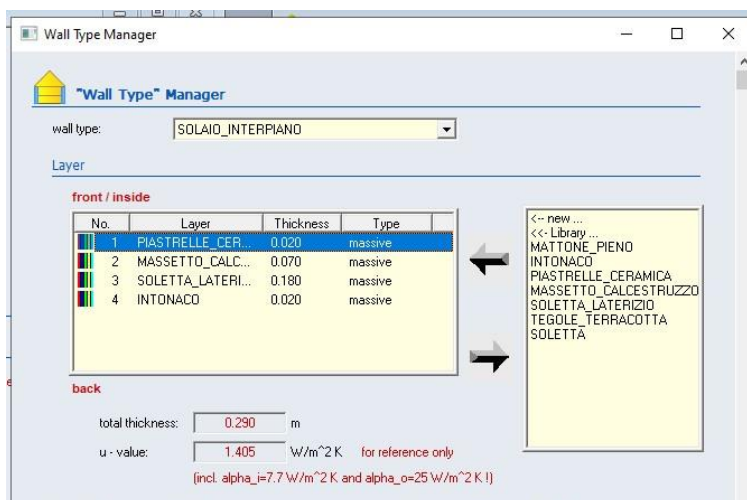 Wall Type Manager
"Wall Type" Manager
wall type: SOLAIO_INTERPIANO
Layer
front / inside
No. Layer Thickness Type
1 PIASTRELLE_CER... 0.020 massive
2 MASSETTO_CALC... 0.070 massive
3 SOLETTA_LATERI... 0.180 massive
4 INTONACO 0.020 massive
<-- new ...
<<- Library ...
MATTONE_PIENO
INTONACO
PIASTRELLE_CERAMICA
MASSETTO_CALCESTRUZZO
SOLETTA_LATERIZIO
TEGOLE_TERRACOTTA
SOLETTA
back
total thickness: 0.290 m
u - value: 1.405 W/m^2 K for reference only
(incl. alpha_i=7.7 W/m^2 K and alpha_o=25 W/m^2 K !)